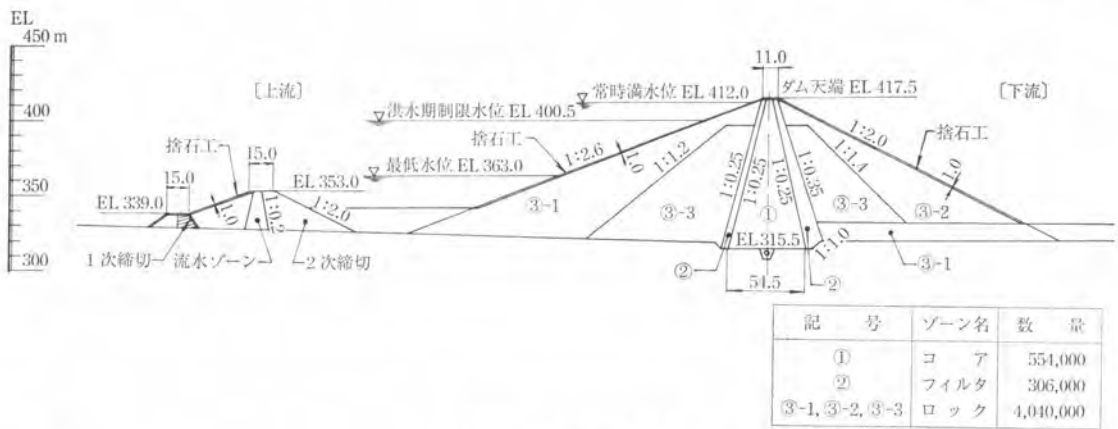 EL
450 m
400
350
300
〔上流〕
〔下流〕
11.0
常時満水位 EL 412.0
ダム天端 EL 417.5
洪水期制限水位 EL 400.5
捨石工
1:2.0
捨石工
捨石工
15.0
最低水位 EL 363.0
1:2.6
1.0
1:1.2
1:0.25
1:0.25
1:0.25
1:0.35
1:1.4
1.0
15.0
EL 353.0
EL 339.0
1.0
1:0.2
1:2.0
③-1
③-3
①
③-3
③-2
1次締切
流水ゾーン
2次締切
②
EL 315.5
1:1.0
③-1
54.5
②
記 号 ゾーン名 数 量
① コ ア 554,000
② フィルタ 306,000
③-1, ③-2, ③-3 ロ ッ ク 4,040,000